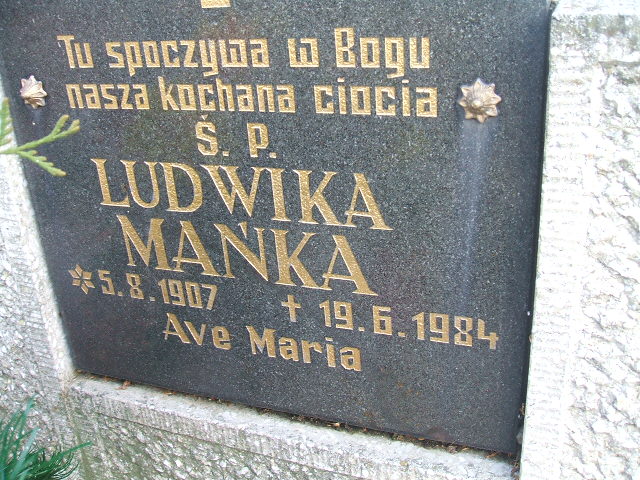 Tu spoczywa w Bogu
nasza kochana ciocia
Ś. P.
LUDWIKA
MAŃKA
5.8.1907 † 19.6.1984
Ave Maria